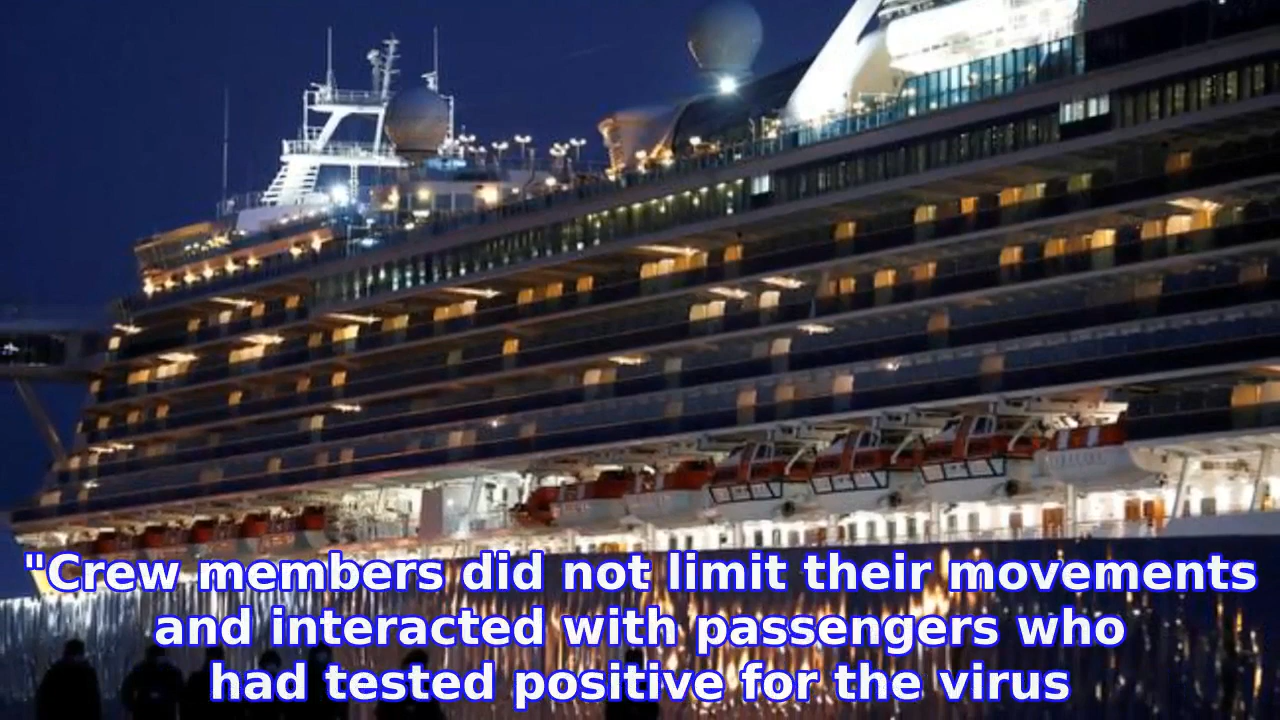 "Crew members did not limit their movements
and interacted with passengers who
had tested positive for the virus